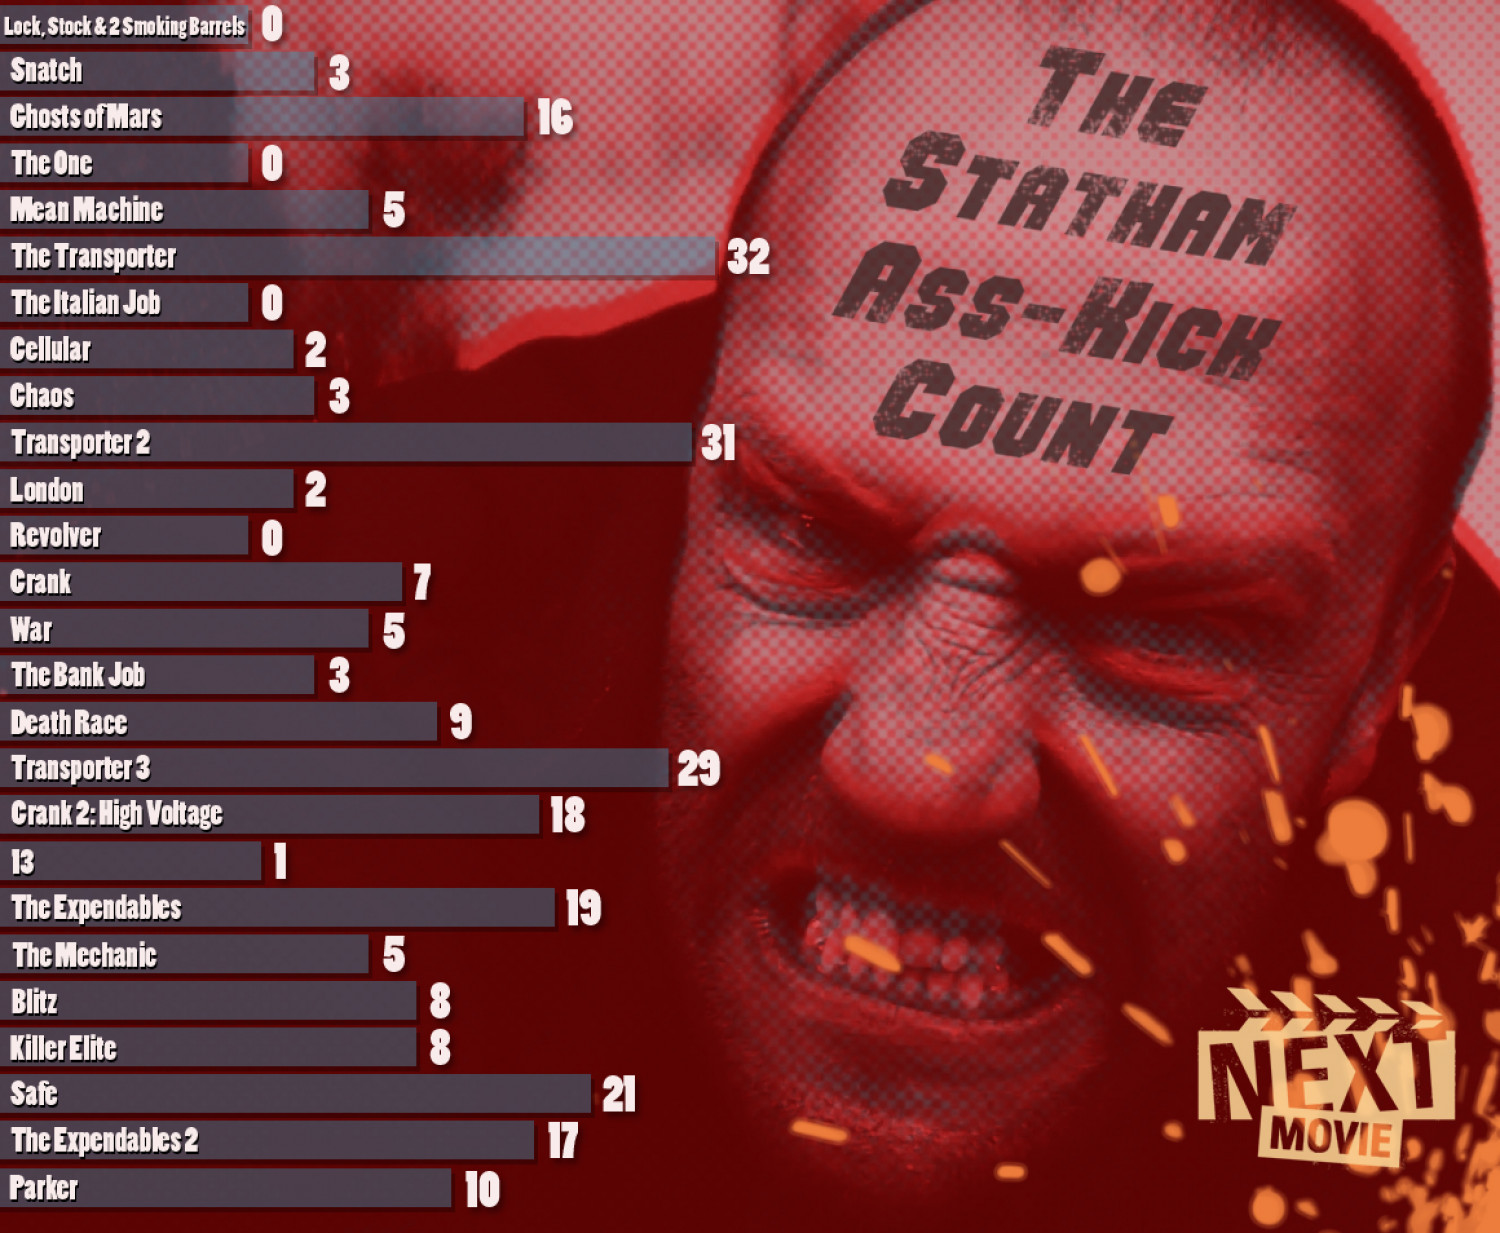 Lock, Stock & 2 Smoking Barrels 0
Snatch 3
Ghosts of Mars 16
The One 0
Mean Machine 5
The Transporter 32
The Italian Job 0
Cellular 2
Chaos 3
Transporter 2 31
London 2
Revolver 0
Crank 7
War 5
The Bank Job 3
Death Race 9
Transporter 3 29
Crank 2: High Voltage 18
13 1
The Expendables 19
The Mechanic 5
Blitz 8
Killer Elite 8
Safe 21
The Expendables 2 17
Parker 10
The
Statham
Ass-Kick
Count
NEXT
MOVIE